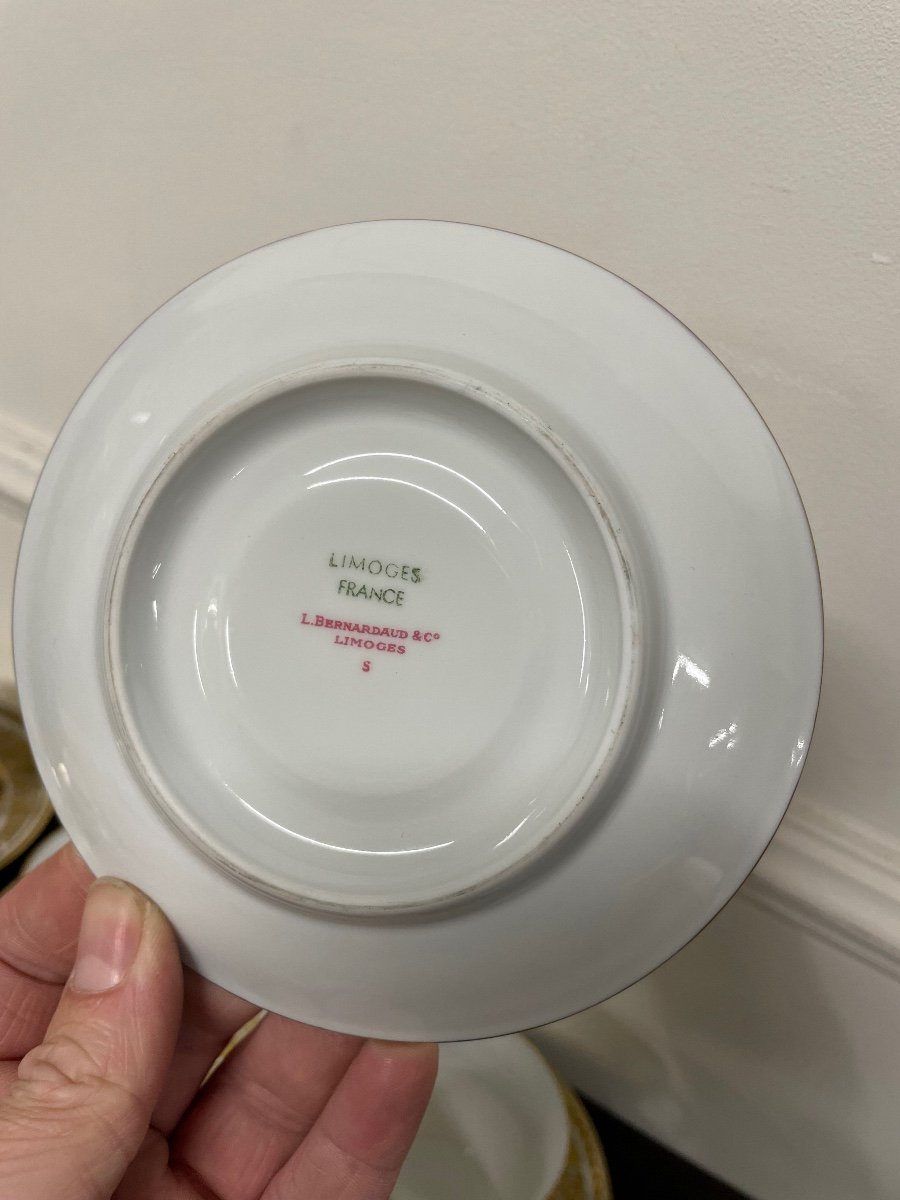 LIMOGES
FRANCE
L. BERNARDAUD & Cº
LIMOGES
S